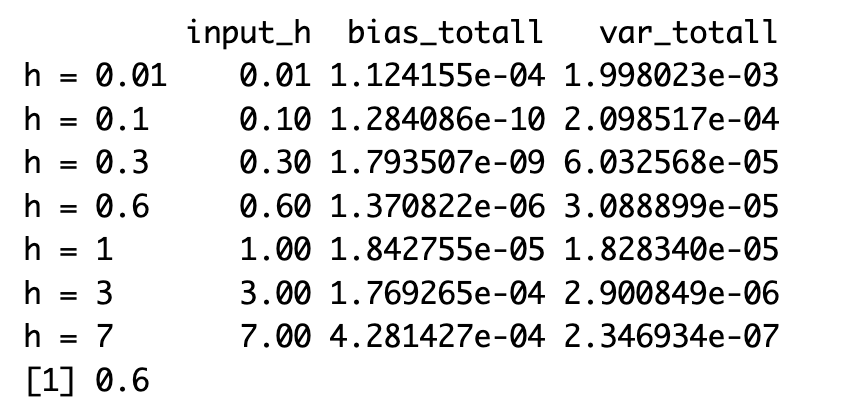 input_h bias_totall var_totall
h = 0.01 0.01 1.124155e-04 1.998023e-03
h = 0.1 0.10 1.284086e-10 2.098517e-04
h = 0.3 0.30 1.793507e-09 6.032568e-05
h = 0.6 0.60 1.370822e-06 3.088899e-05
h = 1 1.00 1.842755e-05 1.828340e-05
h = 3 3.00 1.769265e-04 2.900849e-06
h = 7 7.00 4.281427e-04 2.346934e-07
[1] 0.6